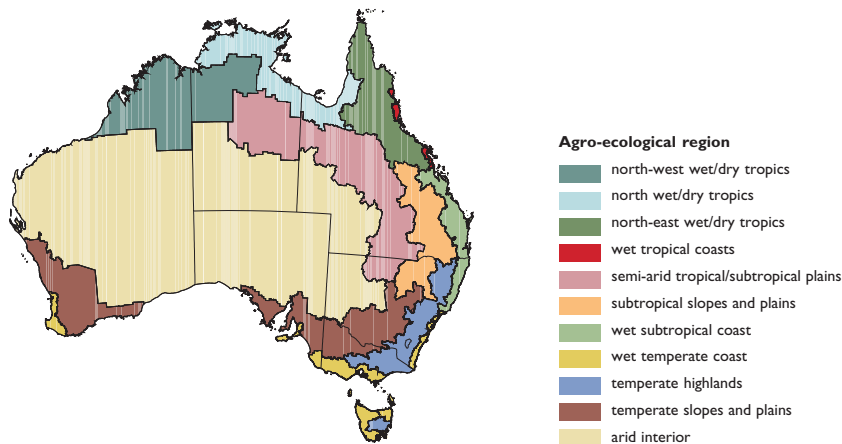 Agro-ecological region
north-west wet/dry tropics
north wet/dry tropics
north-east wet/dry tropics
wet tropical coasts
semi-arid tropical/subtropical plains
subtropical slopes and plains
wet subtropical coast
wet temperate coast
temperate highlands
temperate slopes and plains
arid interior